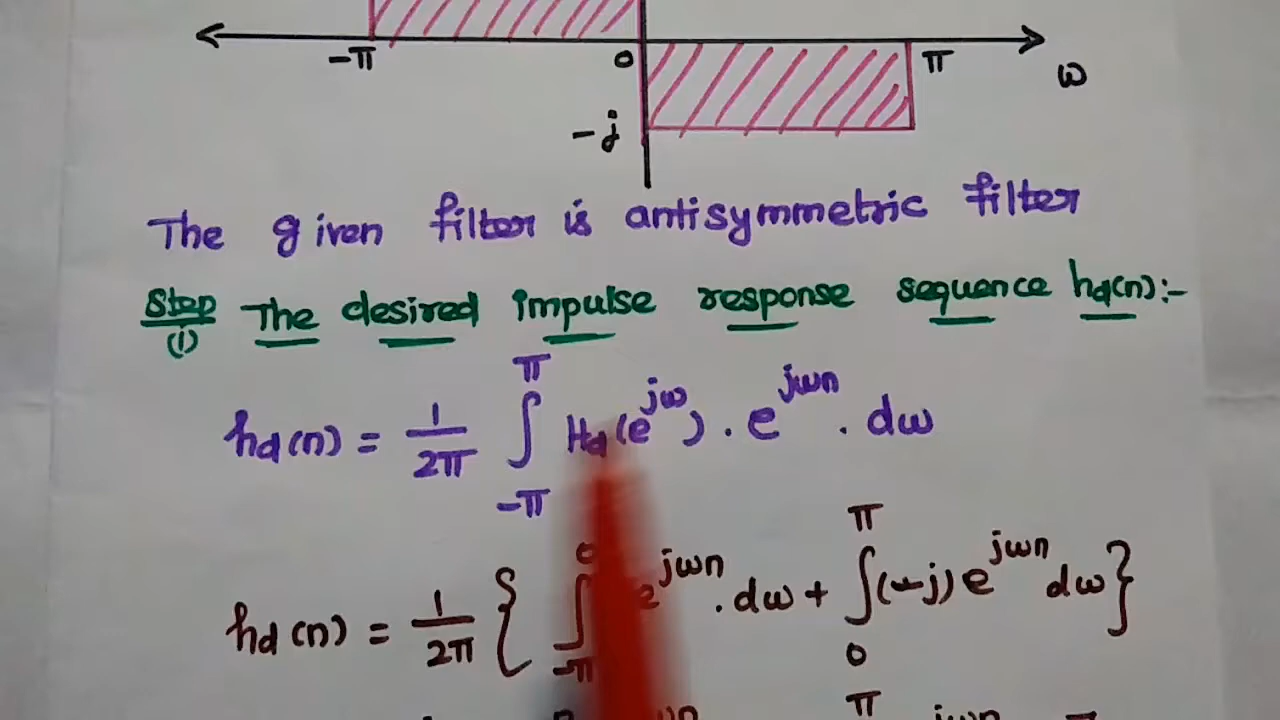 -π 0 π ω
-j
The given filter is antisymmetric filter
Step (i) The desired impulse response sequence hd(n):-
hd(n) = 1/2π ∫_{-π}^{π} Hd(e^{jω}) . e^{jωn} . dω
hd(n) = 1/2π { ∫_{-π}^{0} e^{jωn} . dω + ∫_{0}^{π} (-j) e^{jωn} dω }
π